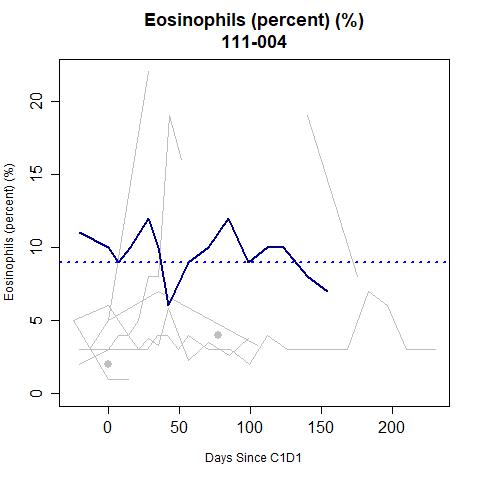 Eosinophils (percent) (%)
111-004
Eosinophils (percent) (%)
20
15
10
5
0
0 50 100 150 200
Days Since C1D1